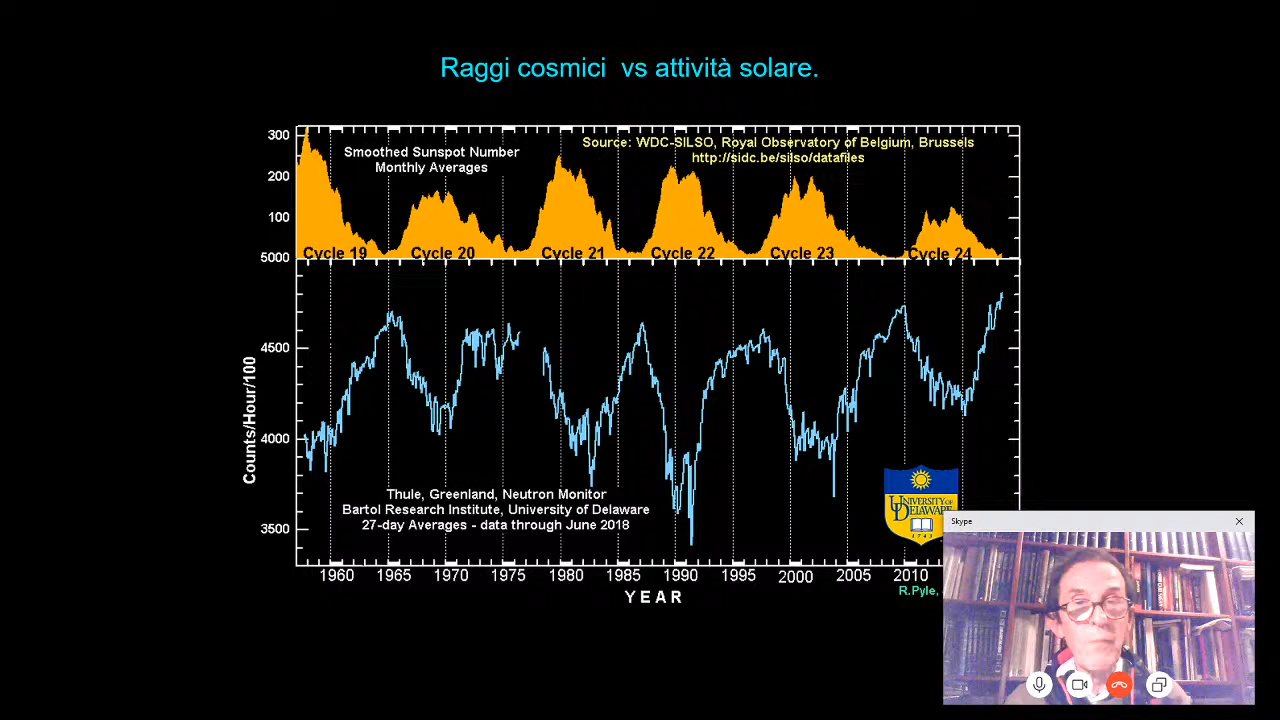 Raggi cosmici vs attività solare.
300
200
100
5000
4500
4000
3500
Smoothed Sunspot Number
Monthly Averages
Source: WDC-SILSO, Royal Observatory of Belgium, Brussels
http://sidc.be/silso/datafiles
Cycle 19 Cycle 20 Cycle 21 Cycle 22 Cycle 23 Cycle 24
Counts/Hour/100
Thule, Greenland, Neutron Monitor
Bartol Research Institute, University of Delaware
27-day Averages - data through June 2018
UNIVERSITY OF
DELAWARE
1743
1960 1965 1970 1975 1980 1985 1990 1995 2000 2005 2010
YEAR
R.Pyle,
Skype